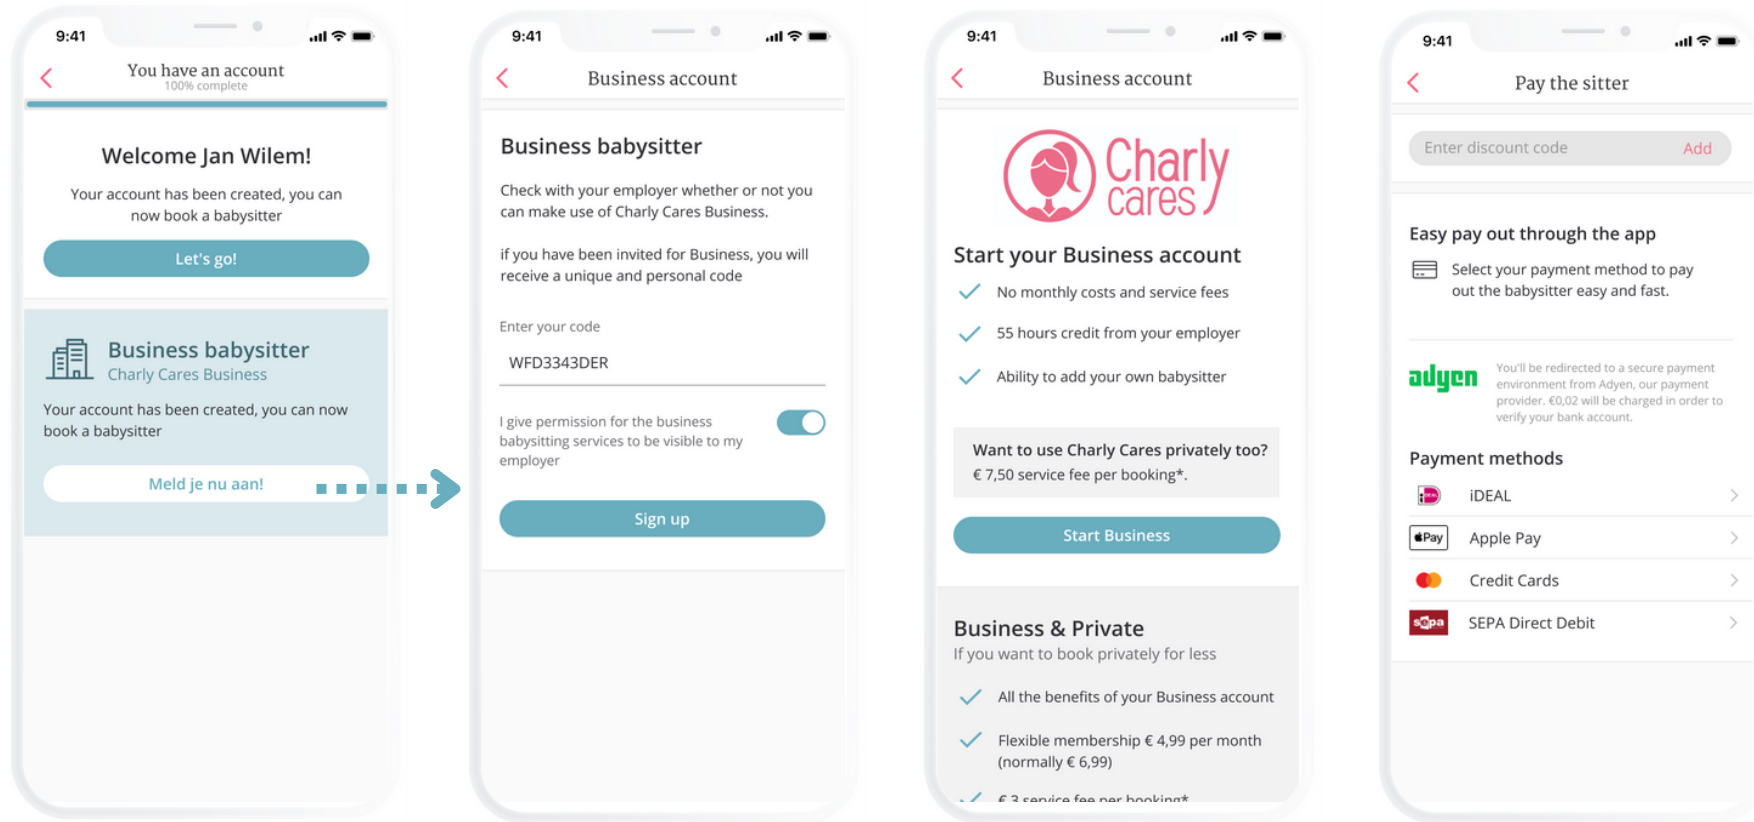 9:41
You have an account
100% complete
Welcome Jan Wilem!
Your account has been created, you can
now book a babysitter
Let's go!
Business babysitter
Charly Cares Business
Your account has been created, you can now
book a babysitter
Meld je nu aan!
9:41
Business account
Business babysitter
Check with your employer whether or not you
can make use of Charly Cares Business.
if you have been invited for Business, you will
receive a unique and personal code
Enter your code
WFD3343DER
I give permission for the business
babysitting services to be visible to my
employer
Sign up
9:41
Business account
Charly
cares
Start your Business account
No monthly costs and service fees
55 hours credit from your employer
Ability to add your own babysitter
Want to use Charly Cares privately too?
€ 7,50 service fee per booking*.
Start Business
Business & Private
If you want to book privately for less
All the benefits of your Business account
Flexible membership € 4,99 per month
(normally € 6,99)
€ 3 service fee per booking*
9:41
Pay the sitter
Enter discount code Add
Easy pay out through the app
Select your payment method to pay
out the babysitter easy and fast.
adyen
You'll be redirected to a secure payment
environment from Adyen, our payment
provider. €0,02 will be charged in order to
verify your bank account.
Payment methods
iDEAL iDEAL
Pay Apple Pay
Credit Cards
sepa SEPA Direct Debit